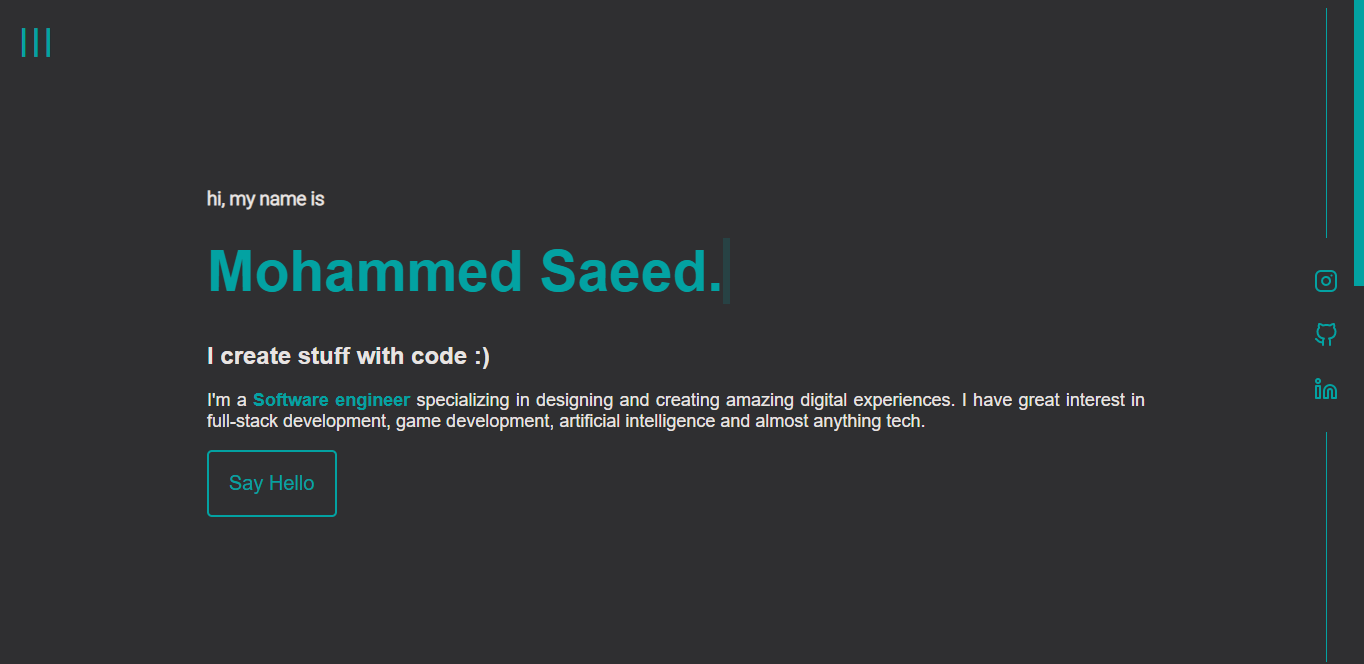 hi, my name is
Mohammed Saeed.
I create stuff with code :)
I'm a Software engineer specializing in designing and creating amazing digital experiences. I have great interest in
full-stack development, game development, artificial intelligence and almost anything tech.
Say Hello